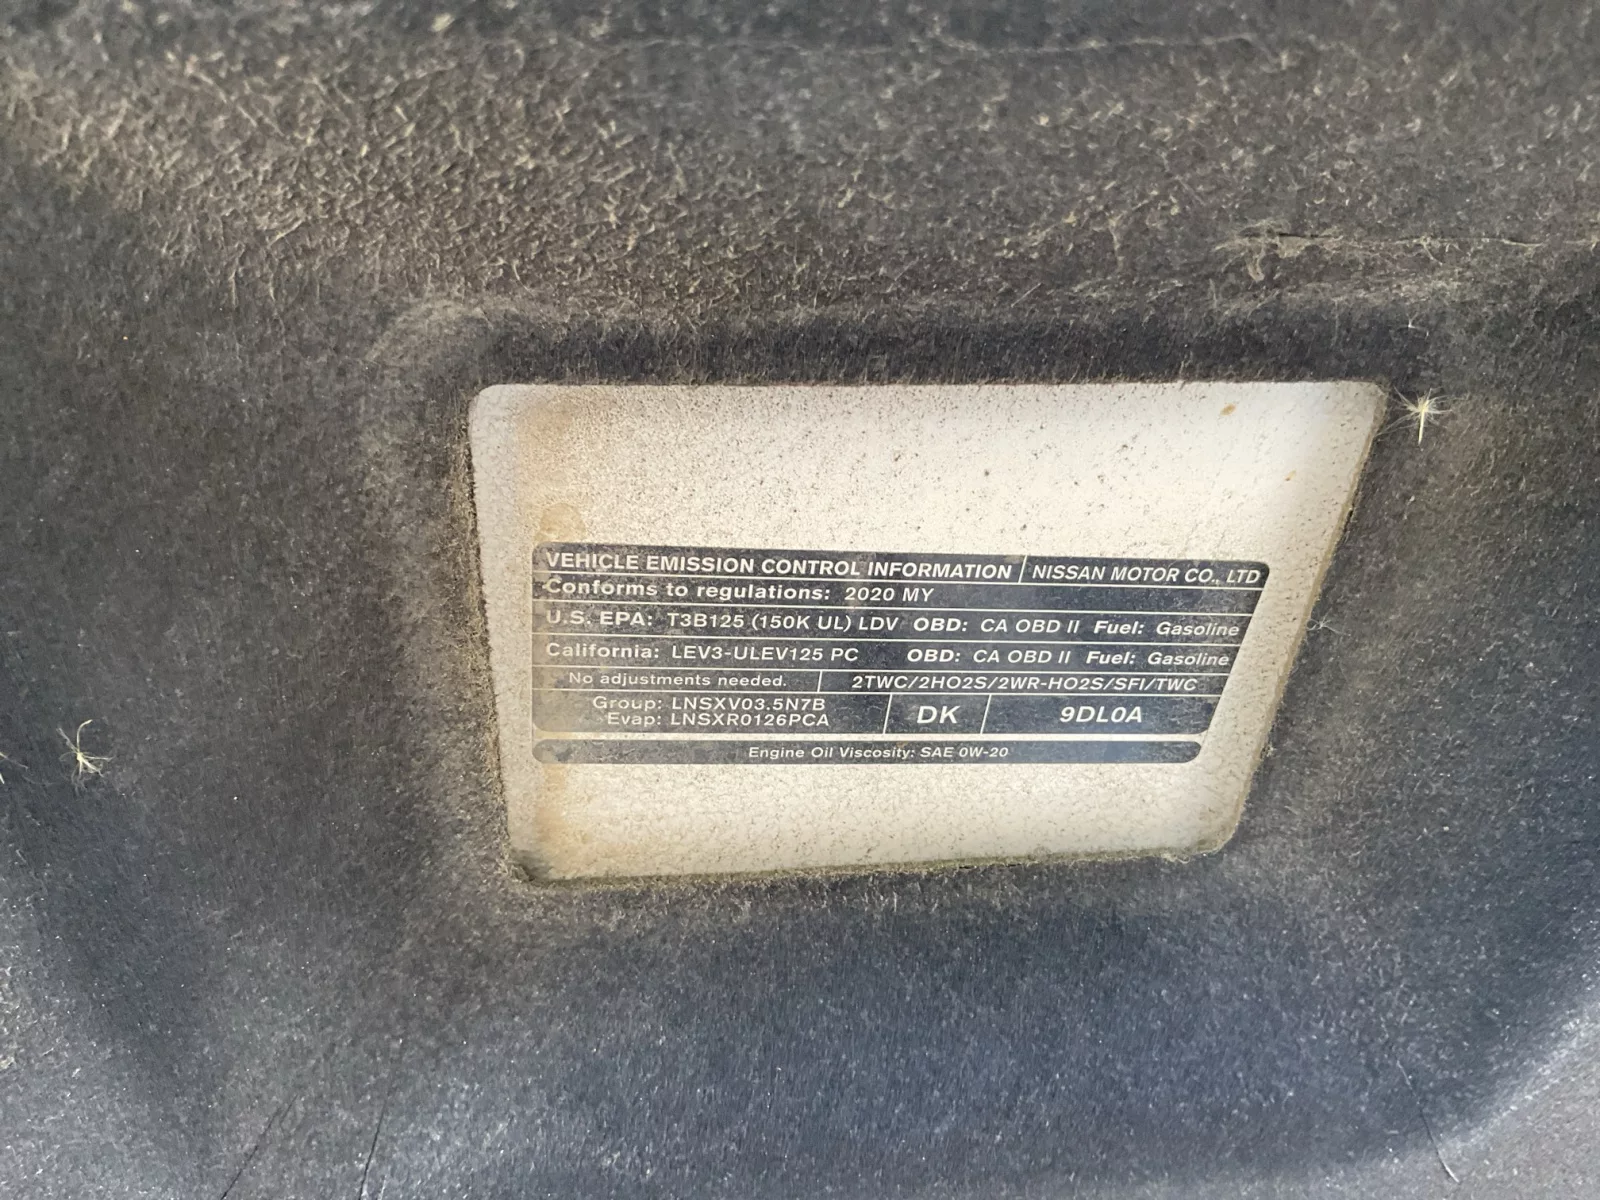 VEHICLE EMISSION CONTROL INFORMATION NISSAN MOTOR CO., LTD
Conforms to regulations: 2020 MY
U.S. EPA: T3B125 (150K UL) LDV OBD: CA OBD II Fuel: Gasoline
California: LEV3-ULEV125 PC OBD: CA OBD II Fuel: Gasoline
No adjustments needed. 2TWC/2HO2S/2WR-HO2S/SFI/TWC
Group: LNSXV03.5N7B
Evap: LNSXR0126PCA DK 9DL0A
Engine Oil Viscosity: SAE 0W-20